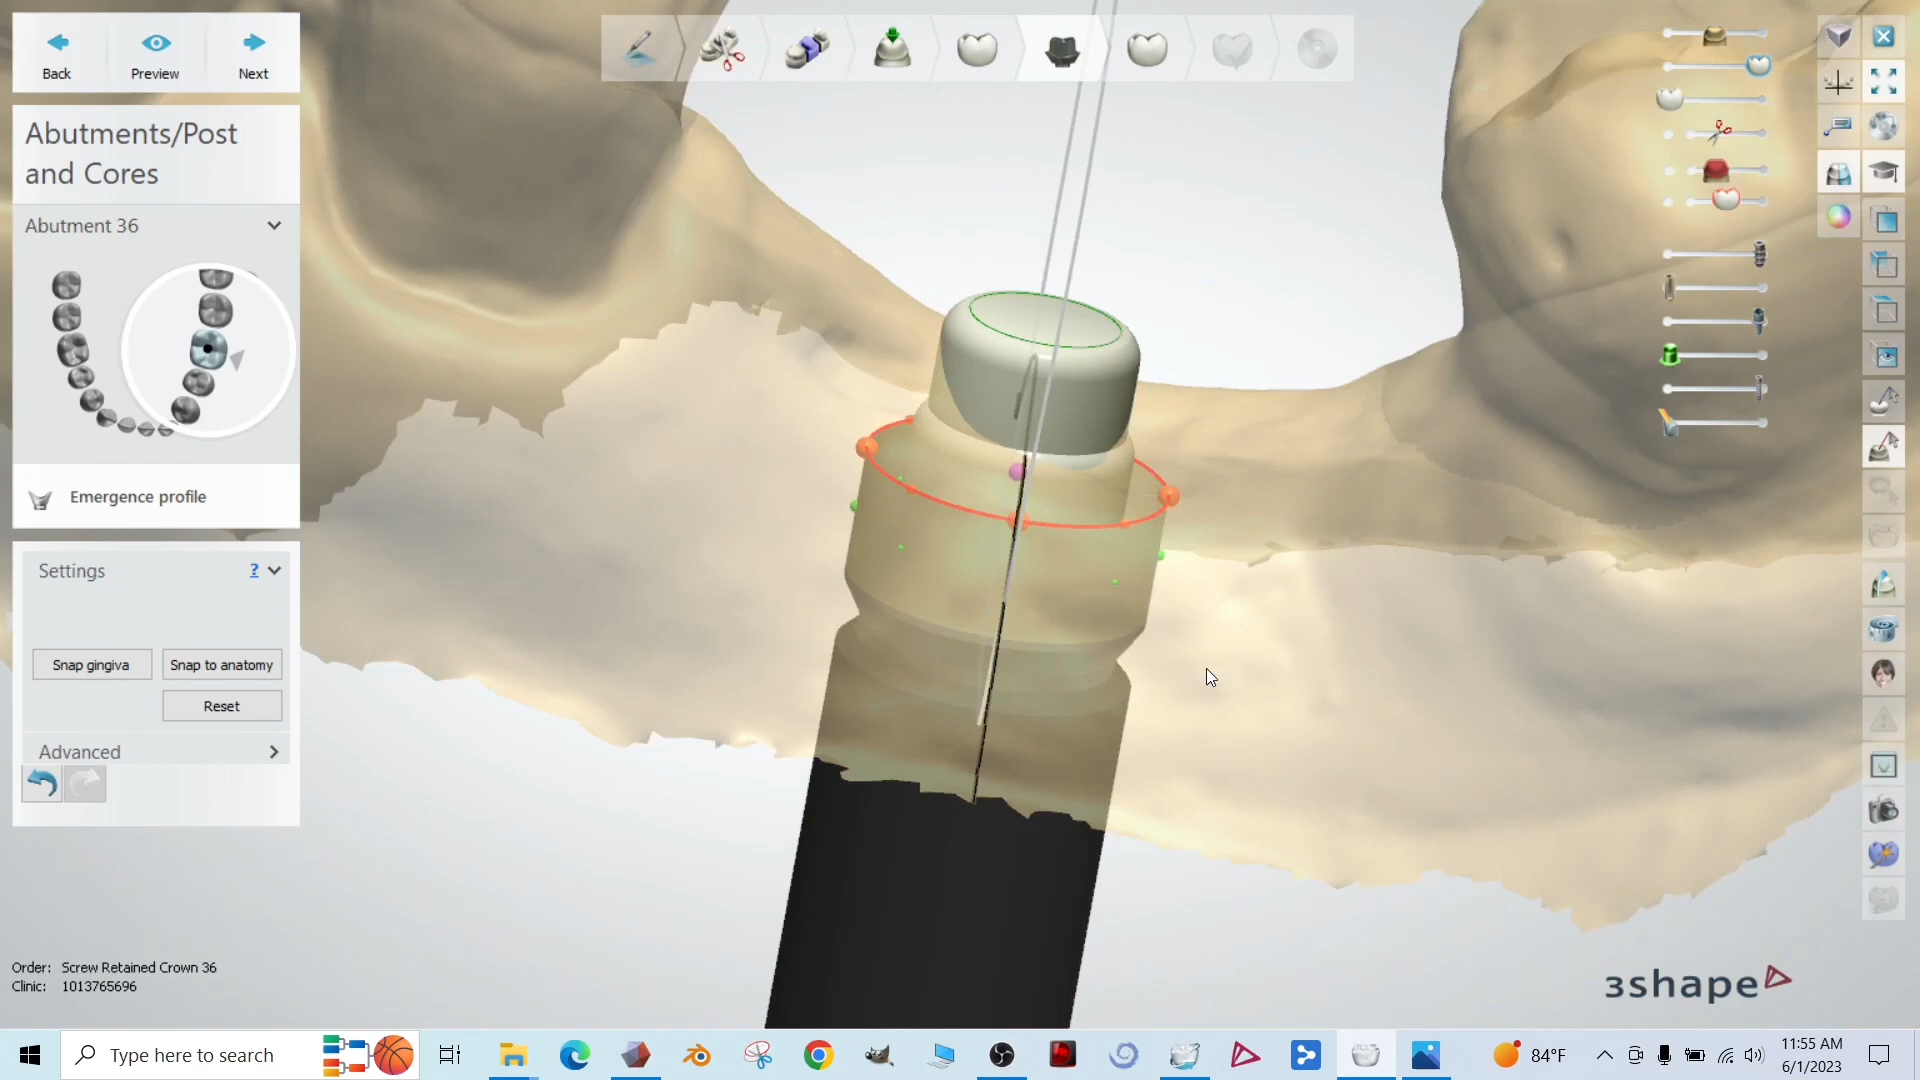 Back
Preview
Next
Abutments/Post
and Cores
Abutment 36
Emergence profile
Settings
?
Snap gingiva
Snap to anatomy
Reset
Advanced
Order: Screw Retained Crown 36
Clinic: 1013765696
3shape
Type here to search
84°F
11:55 AM
6/1/2023